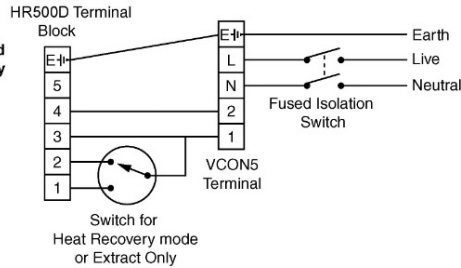 HR500D Terminal
Block
d
y
E
5
4
3
2
1
E
L
N
2
1
VCON5
Terminal
Earth
Live
Neutral
Fused Isolation
Switch
Switch for
Heat Recovery mode
or Extract Only